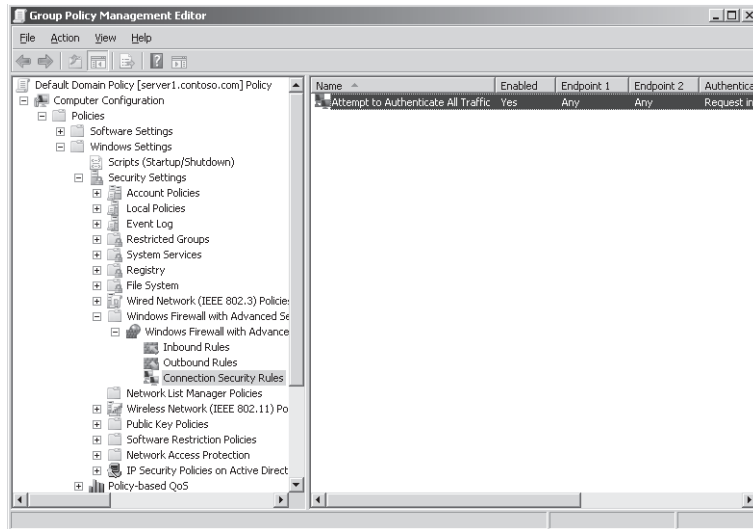 Group Policy Management Editor
File Action View Help
Default Domain Policy [server1.contoso.com] Policy
Computer Configuration
Policies
Software Settings
Windows Settings
Scripts (Startup/Shutdown)
Security Settings
Account Policies
Local Policies
Event Log
Restricted Groups
System Services
Registry
File System
Wired Network (IEEE 802.3) Policie
Windows Firewall with Advanced Se
Windows Firewall with Advance
Inbound Rules
Outbound Rules
Connection Security Rules
Network List Manager Policies
Wireless Network (IEEE 802.11) Po
Public Key Policies
Software Restriction Policies
Network Access Protection
IP Security Policies on Active Direct
Policy-based QoS
Name Enabled Endpoint 1 Endpoint 2 Authentica
Attempt to Authenticate All Traffic Yes Any Any Request in